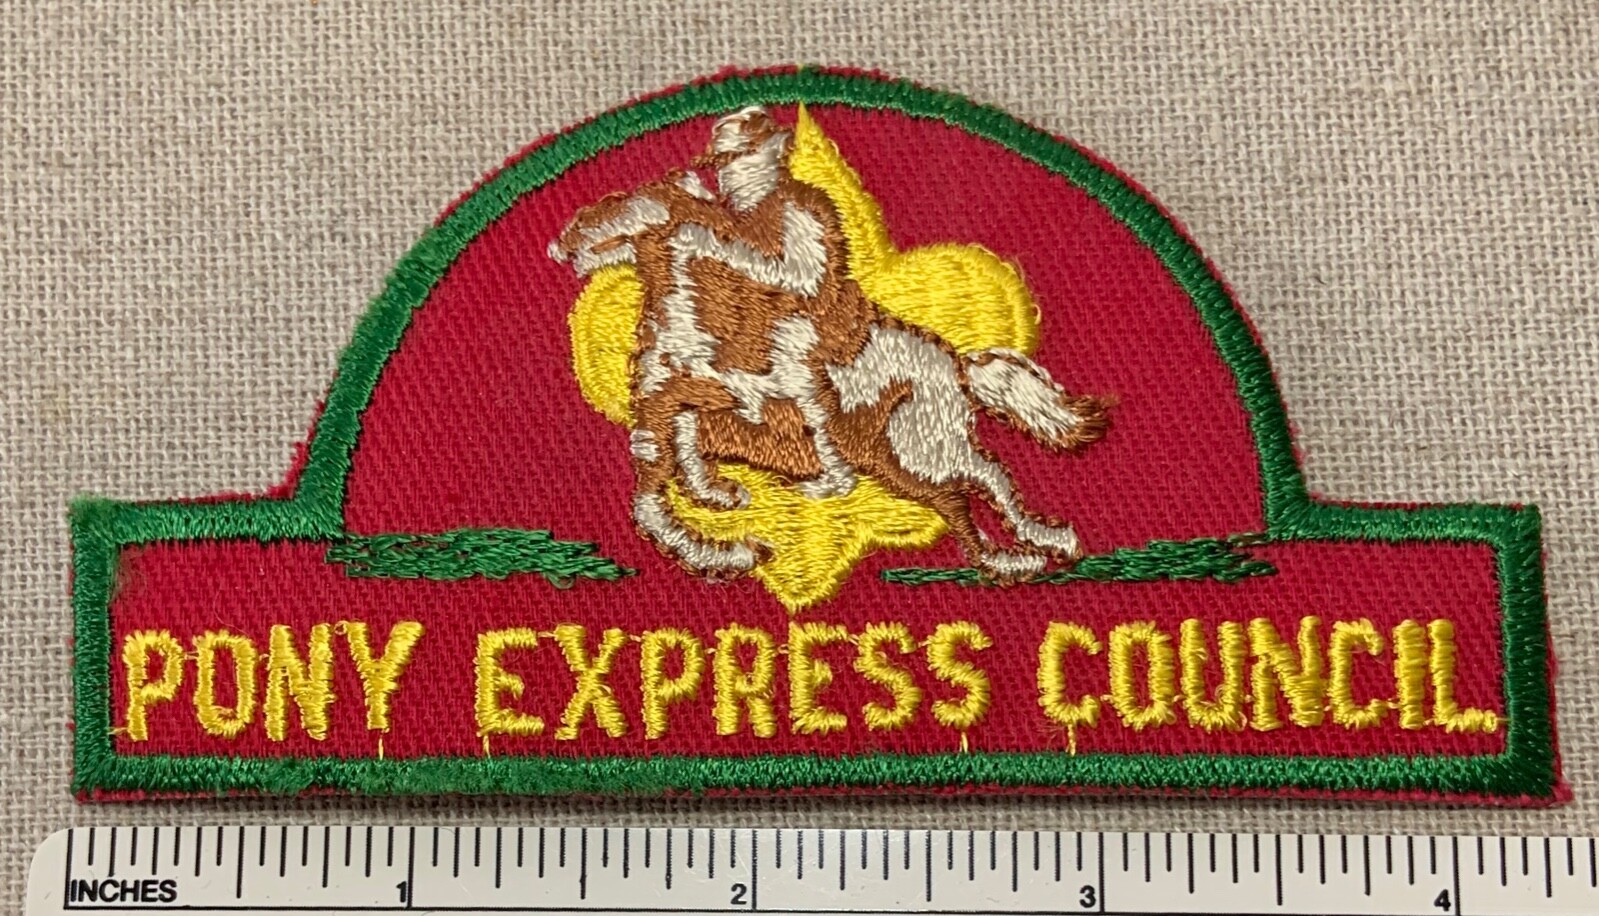 PONY EXPRESS COUNCIL
INCHES 1 2 3 4